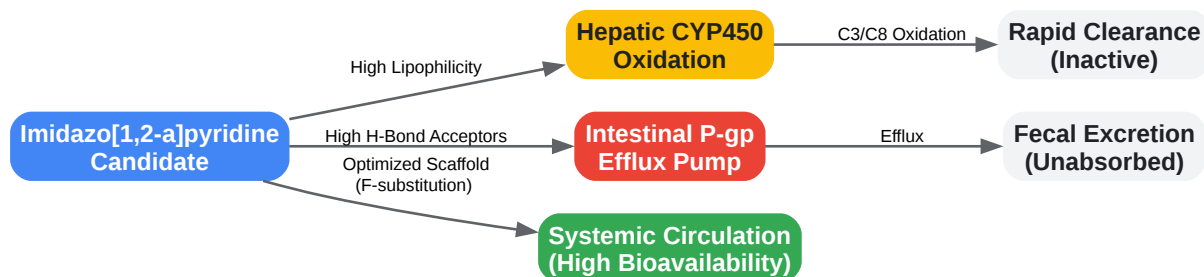 Imidazo[1,2-a]pyridine
Candidate
High Lipophilicity
Hepatic CYP450
Oxidation
C3/C8 Oxidation
Rapid Clearance
(Inactive)
High H-Bond Acceptors
Intestinal P-gp
Efflux Pump
Efflux
Fecal Excretion
(Unabsorbed)
Optimized Scaffold
(F-substitution)
Systemic Circulation
(High Bioavailability)